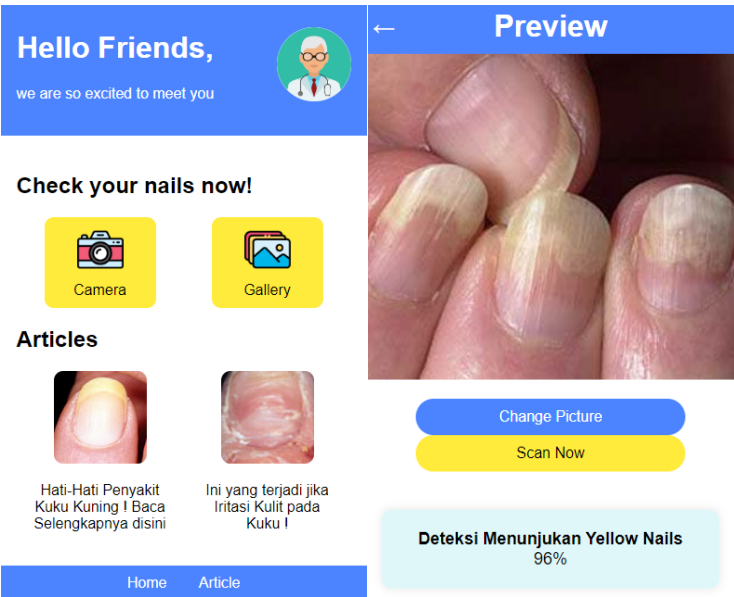 Hello Friends,
we are so excited to meet you
Check your nails now!
Camera
Gallery
Articles
Hati-Hati Penyakit
Kuku Kuning ! Baca
Selengkapnya disini
Ini yang terjadi jika
Iritasi Kulit pada
Kuku !
Home
Article
← Preview
Change Picture
Scan Now
Deteksi Menunjukan Yellow Nails
96%